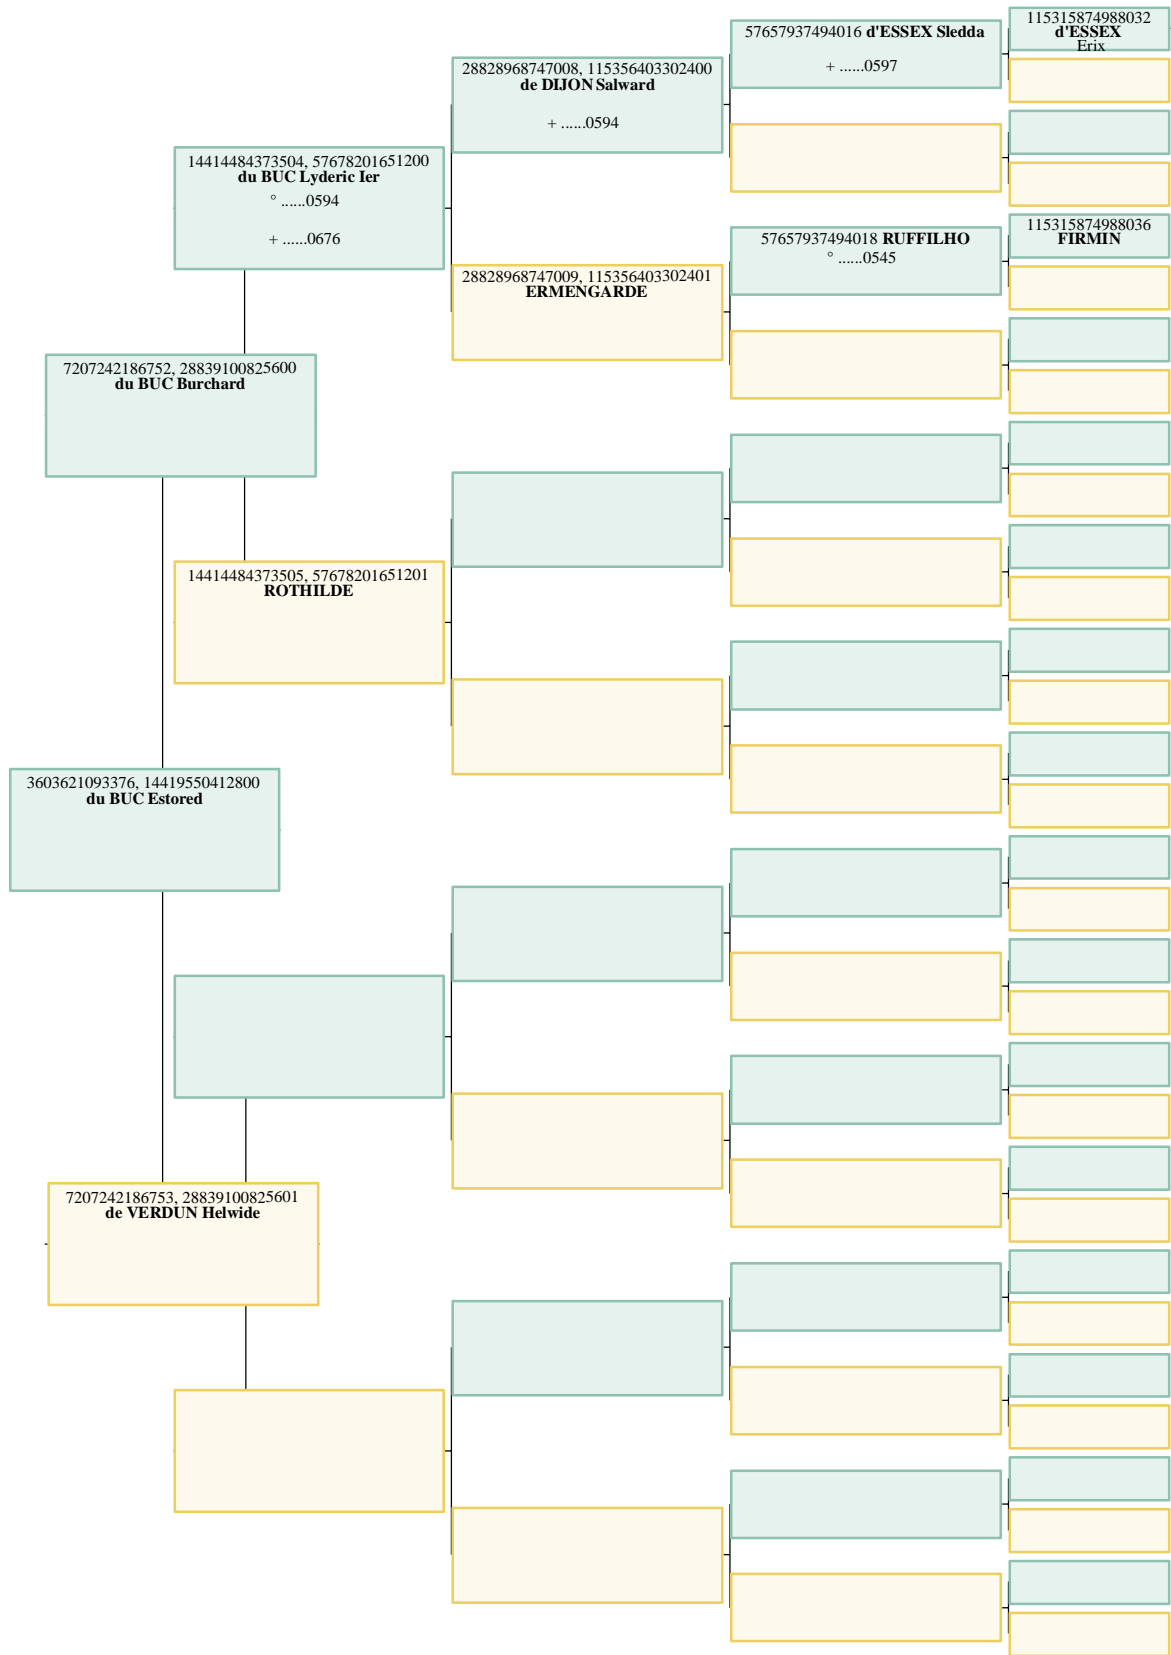 115315874988032
d'ESSEX
Erix
57657937494016 d'ESSEX Sledda
+ ......0597
28828968747008, 115356403302400
de DIJON Salward
+ ......0594
14414484373504, 57678201651200
du BUC Lyderic Ier
° ......0594
+ ......0676
115315874988036
FIRMIN
57657937494018 RUFFILHO
° ......0545
28828968747009, 115356403302401
ERMENGARDE
7207242186752, 28839100825600
du BUC Burchard
14414484373505, 57678201651201
ROTHILDE
3603621093376, 14419550412800
du BUC Estored
7207242186753, 28839100825601
de VERDUN Helwide